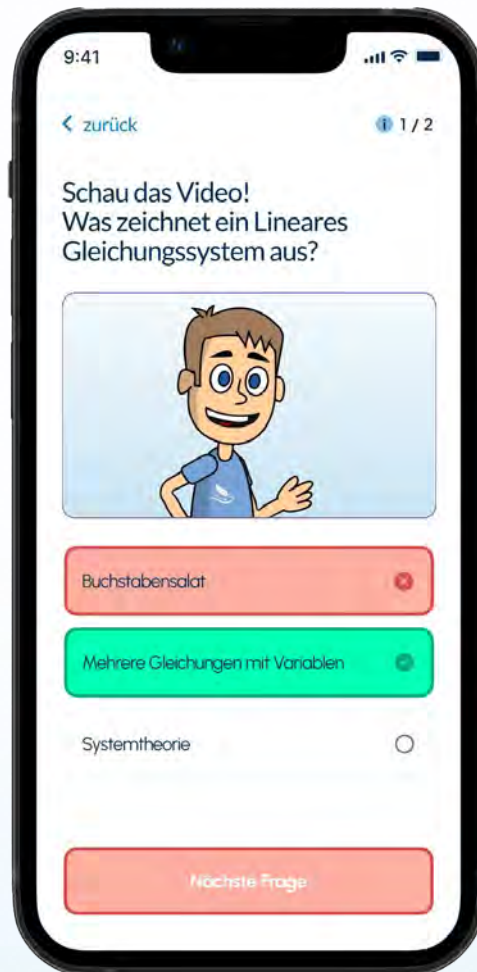 9:41
zurück
1 / 2
Schau das Video!
Was zeichnet ein Lineares
Gleichungssystem aus?
Buchstabensalat
Mehrere Gleichungen mit Variablen
Systemtheorie
Nächste Frage